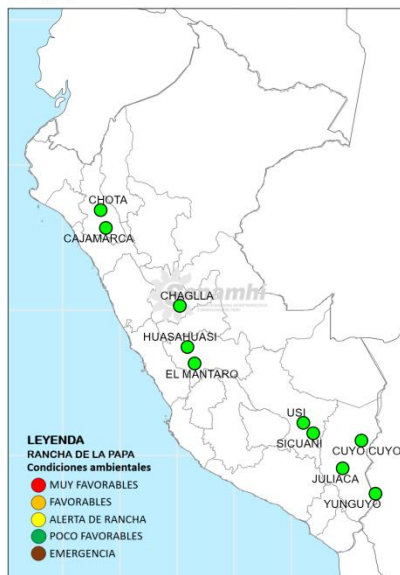 CHOTA
CAJAMARCA
Senamhi
CHAGLLA
HUASAHUASI
EL MANTARO
USI
SICUANI
CUYO CUYO
JULIACA
YUNGUYO
LEYENDA
RANCHA DE LA PAPA
Condiciones ambientales
MUY FAVORABLES
FAVORABLES
ALERTA DE RANCHA
POCO FAVORABLES
EMERGENCIA